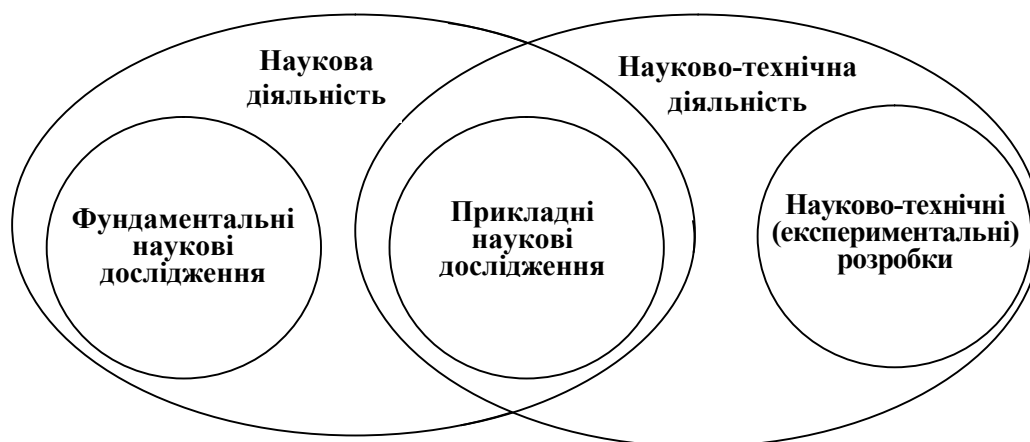 Наукова
діяльність
Науково-технічна
діяльність
Фундаментальні
наукові
дослідження
Прикладні
наукові
дослідження
Науково-технічні
(експериментальні)
розробки